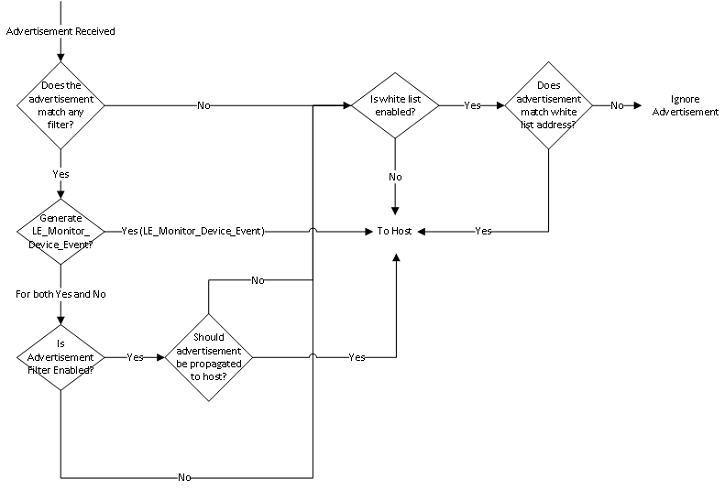 Advertisement Received
Does the
advertisement
match any
filter?
No
Is white list
enabled?
Yes
Does
advertisement
match white
list address?
No
Ignore
Advertisement
Yes
No
Generate
LE_Monitor_
Device_Event?
Yes (LE_Monitor_Device_Event)
To Host
Yes
For both Yes and No
No
Is
Advertisement
Filter Enabled?
Yes
Should
advertisement
be propagated
to host?
Yes
No